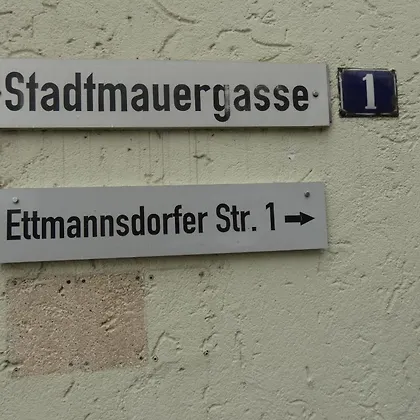 Stadtmauergasse 1
Ettmannsdorfer Str. 1 →